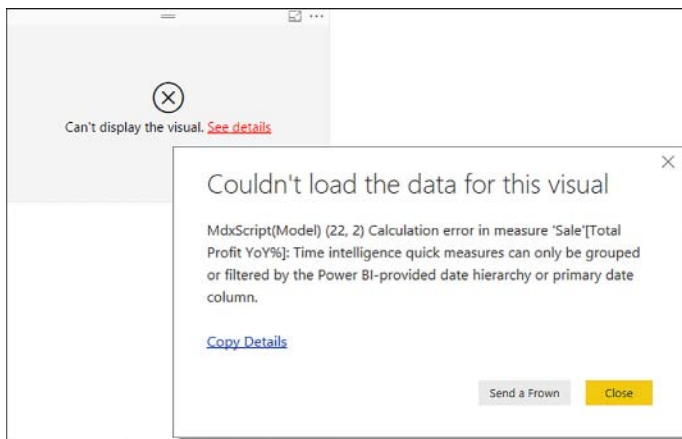 Can't display the visual. See details
Couldn't load the data for this visual
MdxScript(Model) (22, 2) Calculation error in measure 'Sale'[Total
Profit YoY%]: Time intelligence quick measures can only be grouped
or filtered by the Power BI-provided date hierarchy or primary date
column.
Copy Details
Send a Frown
Close